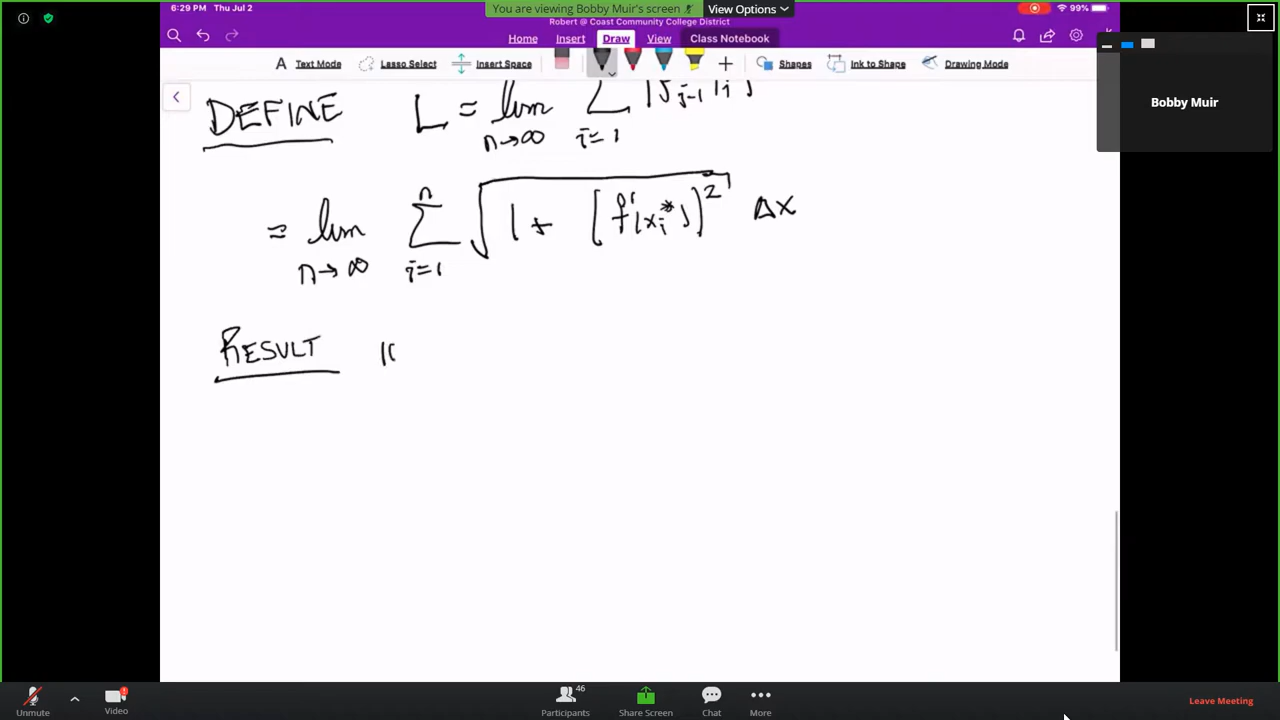 6:29 PM Thu Jul 2
You are viewing Bobby Muir's screen
View Options
99%
Robert @ Coast Community College District
Home Insert Draw View Class Notebook
Text Mode Lasso Select Insert Space Shapes Ink to Shape Drawing Mode
Bobby Muir
DEFINE L = lim n→∞ Σ i=1
= lim n→∞ Σ n i=1 √(1 + [f'(xᵢ*)]²) Δx
RESULT
Unmute Video Participants 46 Share Screen Chat More Leave Meeting